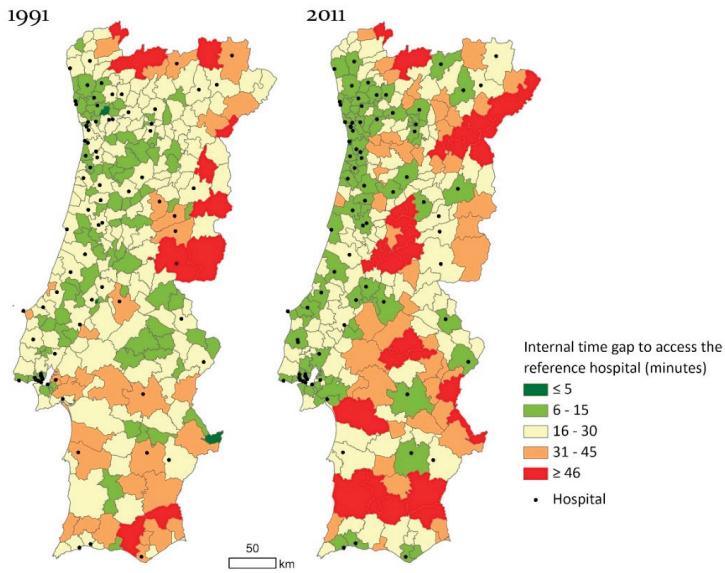 1991
2011
Internal time gap to access the
reference hospital (minutes)
≤ 5
6 - 15
16 - 30
31 - 45
≥ 46
Hospital
50
km